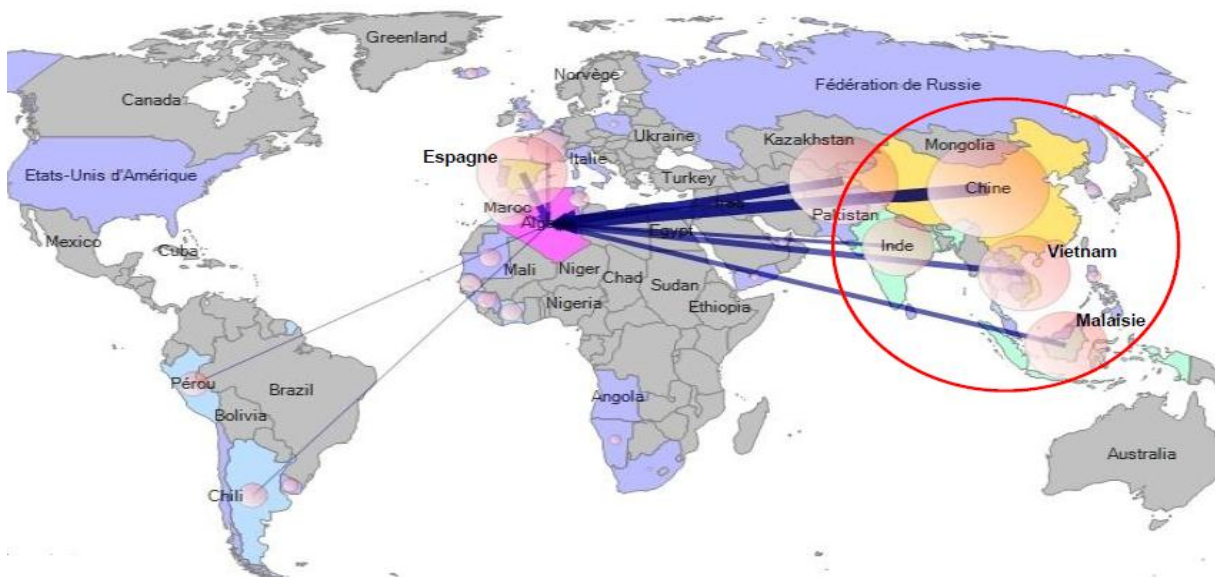 Greenland
Norvège
Fédération de Russie
Canada
Ukraine
Kazakhstan
Mongolia
Espagne
Italie
Etats-Unis d'Amérique
Turkey
Chine
Maroc
Pakistan
Mexico
Cuba
Egypt
Inde
Vietnam
Mali
Niger
Chad
Sudan
Nigeria
Ethiopia
Malaisie
Pérou
Brazil
Bolivia
Angola
Australia
Chili